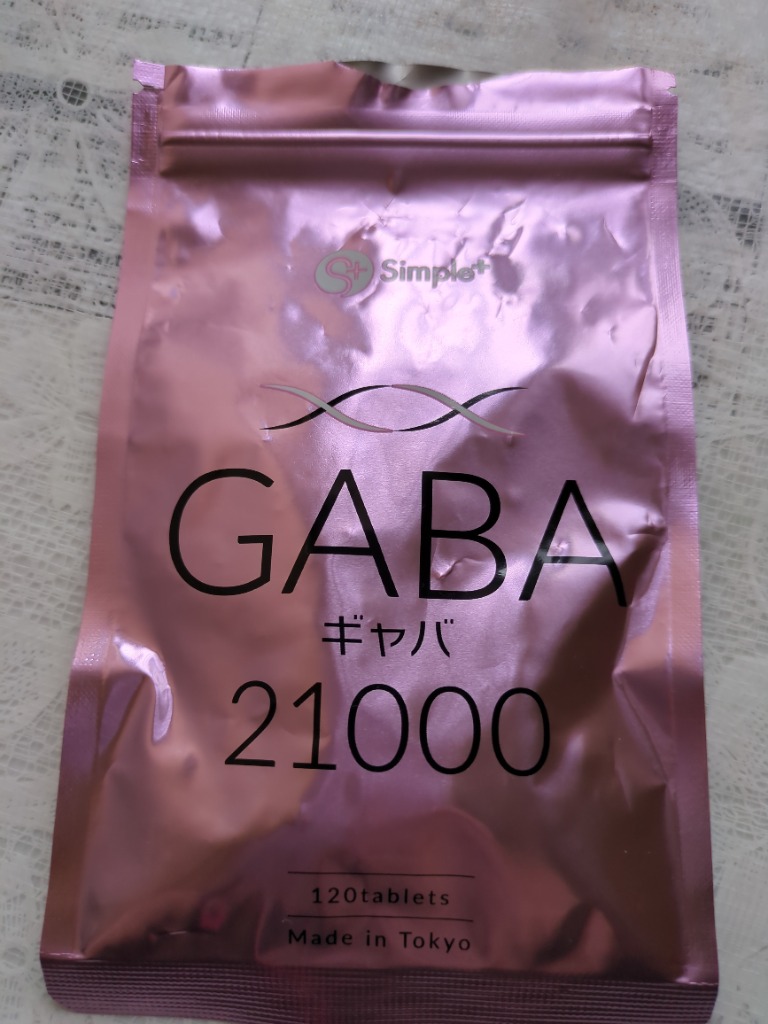 S+ Simple+
GABA
ギャバ
21000
120tablets
Made in Tokyo